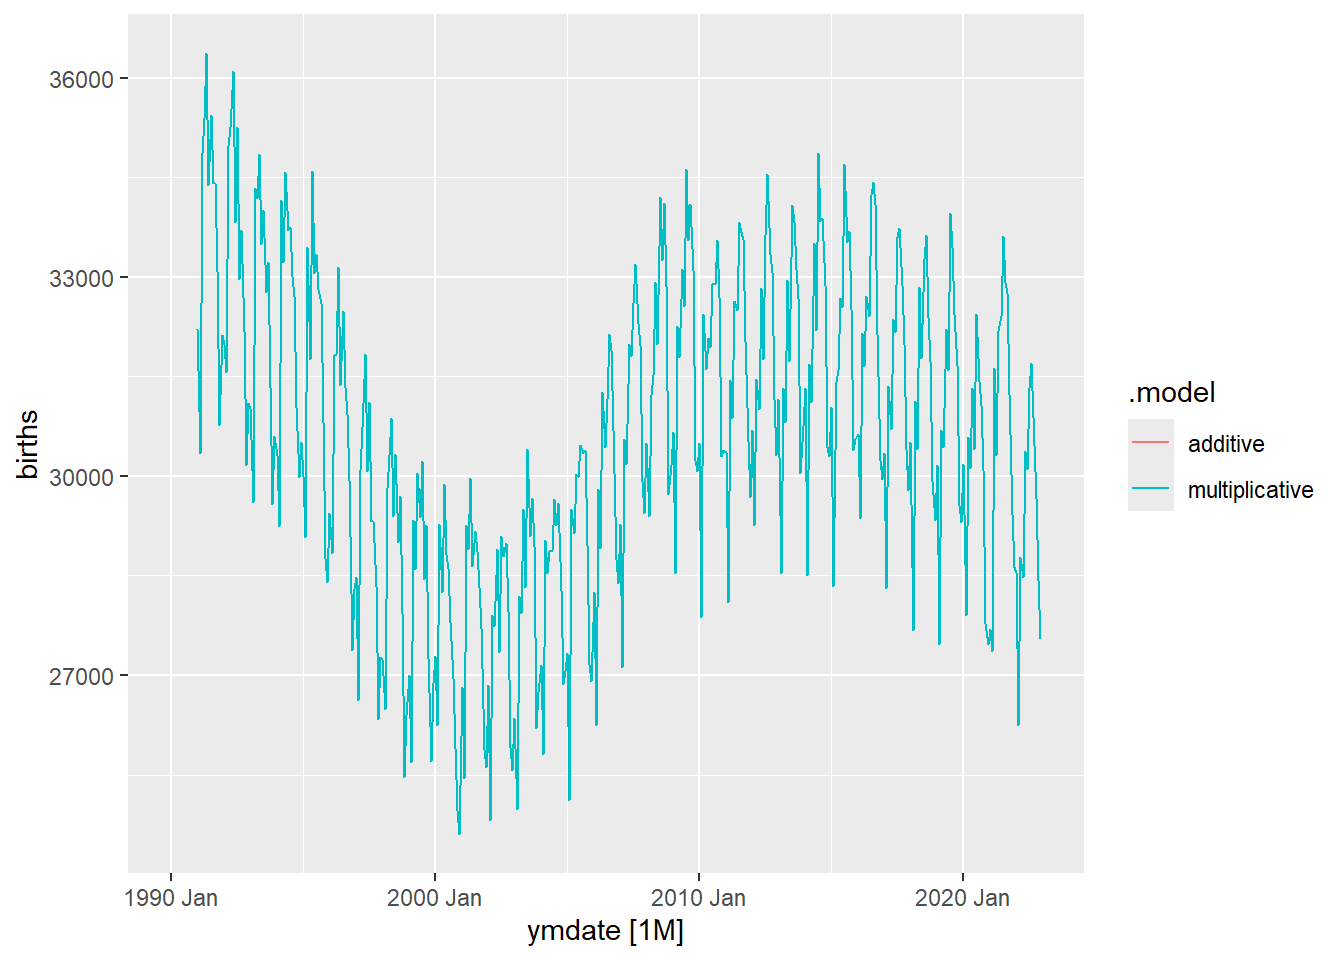 births
36000
33000
30000
27000
1990 Jan
2000 Jan
2010 Jan
2020 Jan
ymdate [1M]
.model
additive
multiplicative